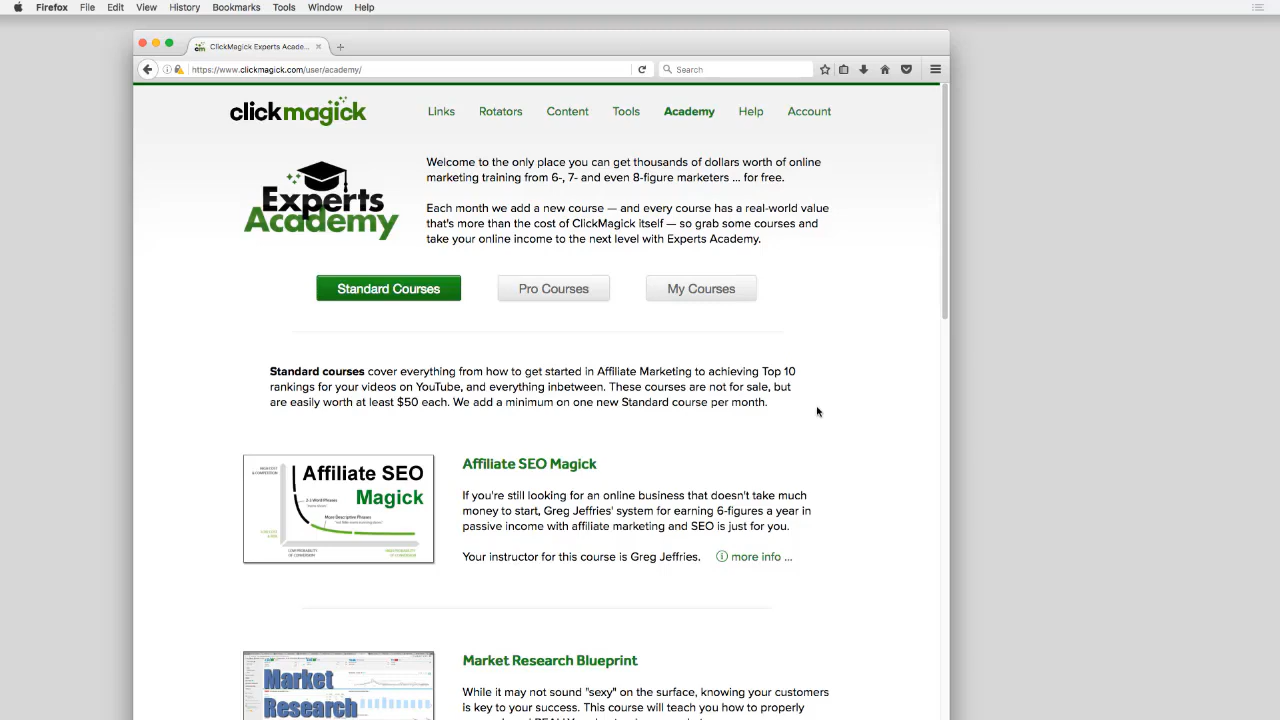 Firefox File Edit View History Bookmarks Tools Window Help
ClickMagick Experts Acade...
https://www.clickmagick.com/user/academy/
Search
clickmagick
Links Rotators Content Tools Academy Help Account
Experts
Academy
Welcome to the only place you can get thousands of dollars worth of online
marketing training from 6-, 7- and even 8-figure marketers ... for free.
Each month we add a new course — and every course has a real-world value
that's more than the cost of ClickMagick itself — so grab some courses and
take your online income to the next level with Experts Academy.
Standard Courses Pro Courses My Courses
Standard courses cover everything from how to get started in Affiliate Marketing to achieving Top 10
rankings for your videos on YouTube, and everything inbetween. These courses are not for sale, but
are easily worth at least $50 each. We add a minimum on one new Standard course per month.
Affiliate SEO
Magick
More Descriptive Phrases
LOW PROBABILITY
OF CONVERSION
Affiliate SEO Magick
If you're still looking for an online business that doesn't take much
money to start, Greg Jeffries' system for earning 6-figures/year in
passive income with affiliate marketing and SEO is just for you.
Your instructor for this course is Greg Jeffries. more info ...
Market
Research
Market Research Blueprint
While it may not sound "sexy" on the surface, knowing your numbers
is key to your success. This course will teach you how to properly